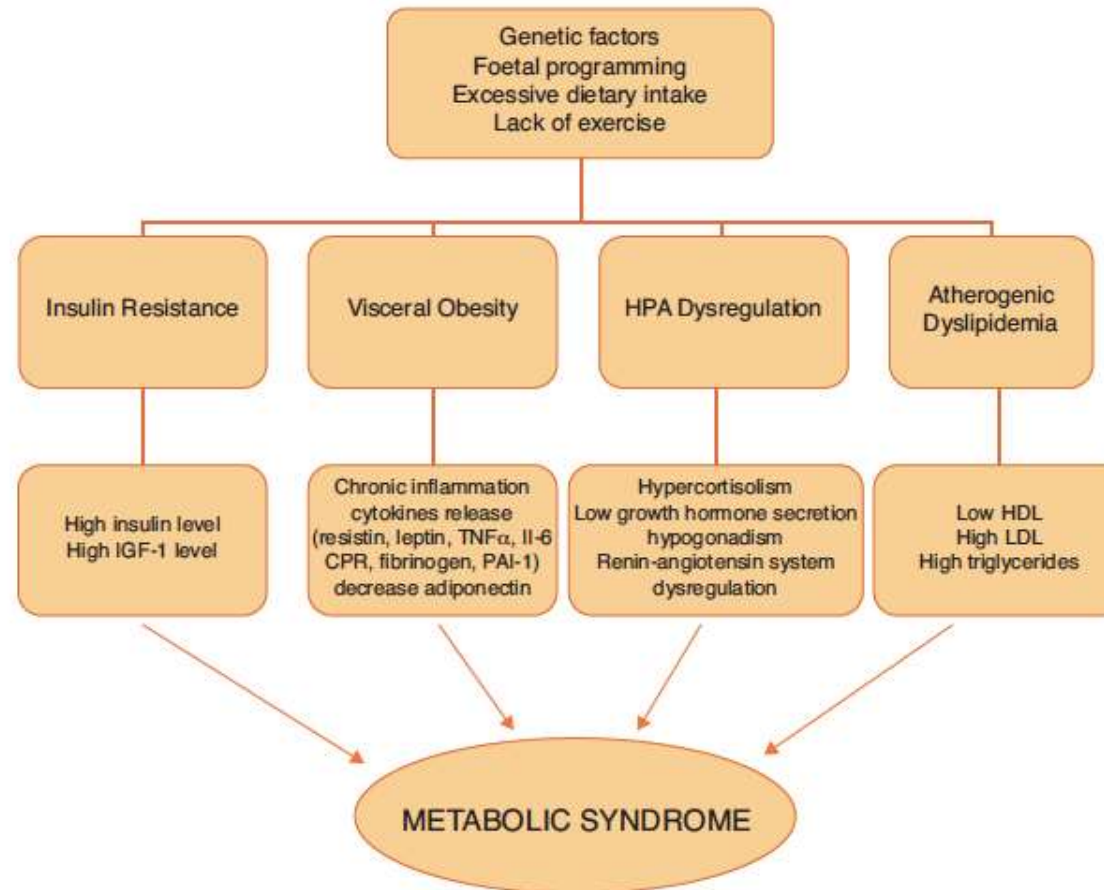 Genetic factors
Foetal programming
Excessive dietary intake
Lack of exercise
Insulin Resistance
Visceral Obesity
HPA Dysregulation
Atherogenic
Dyslipidemia
High insulin level
High IGF-1 level
Chronic inflammation
cytokines release
(resistin, leptin, TNFα, II-6
CPR, fibrinogen, PAI-1)
decrease adiponectin
Hypercortisolism
Low growth hormone secretion
hypogonadism
Renin-angiotensin system
dysregulation
Low HDL
High LDL
High triglycerides
METABOLIC SYNDROME